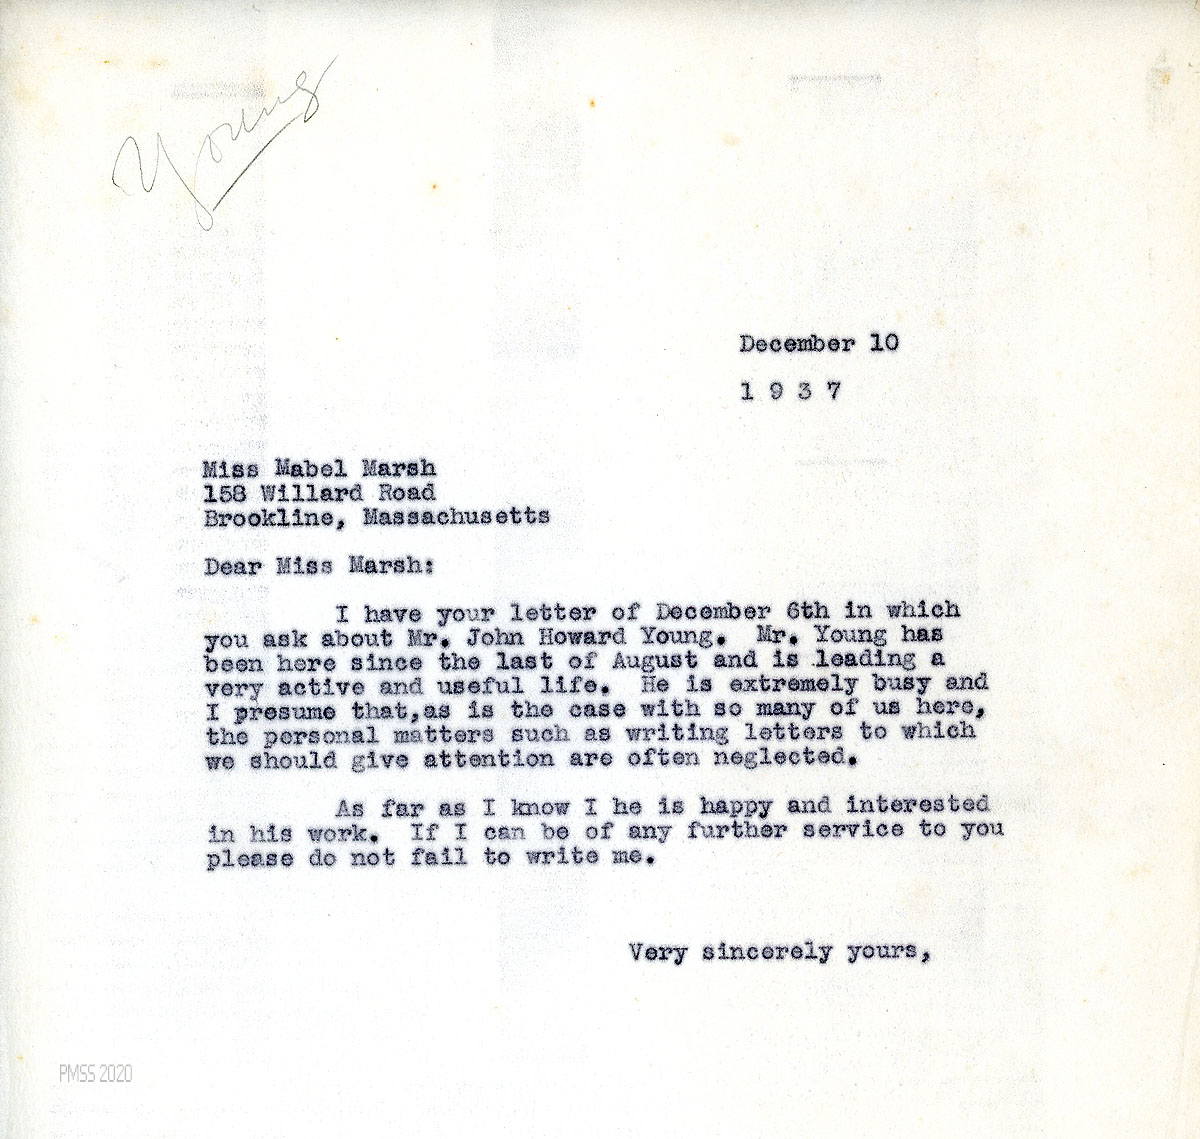 Young
December 10
1 9 3 7
Miss Mabel Marsh
158 Willard Road
Brookline, Massachusetts
Dear Miss Marsh:
I have your letter of December 6th in which
you ask about Mr. John Howard Young. Mr. Young has
been here since the last of August and is leading a
very active and useful life. He is extremely busy and
I presume that,as is the case with so many of us here,
the personal matters such as writing letters to which
we should give attention are often neglected.
As far as I know I he is happy and interested
in his work. If I can be of any further service to you
please do not fail to write me.
Very sincerely yours,
PMSS 2020